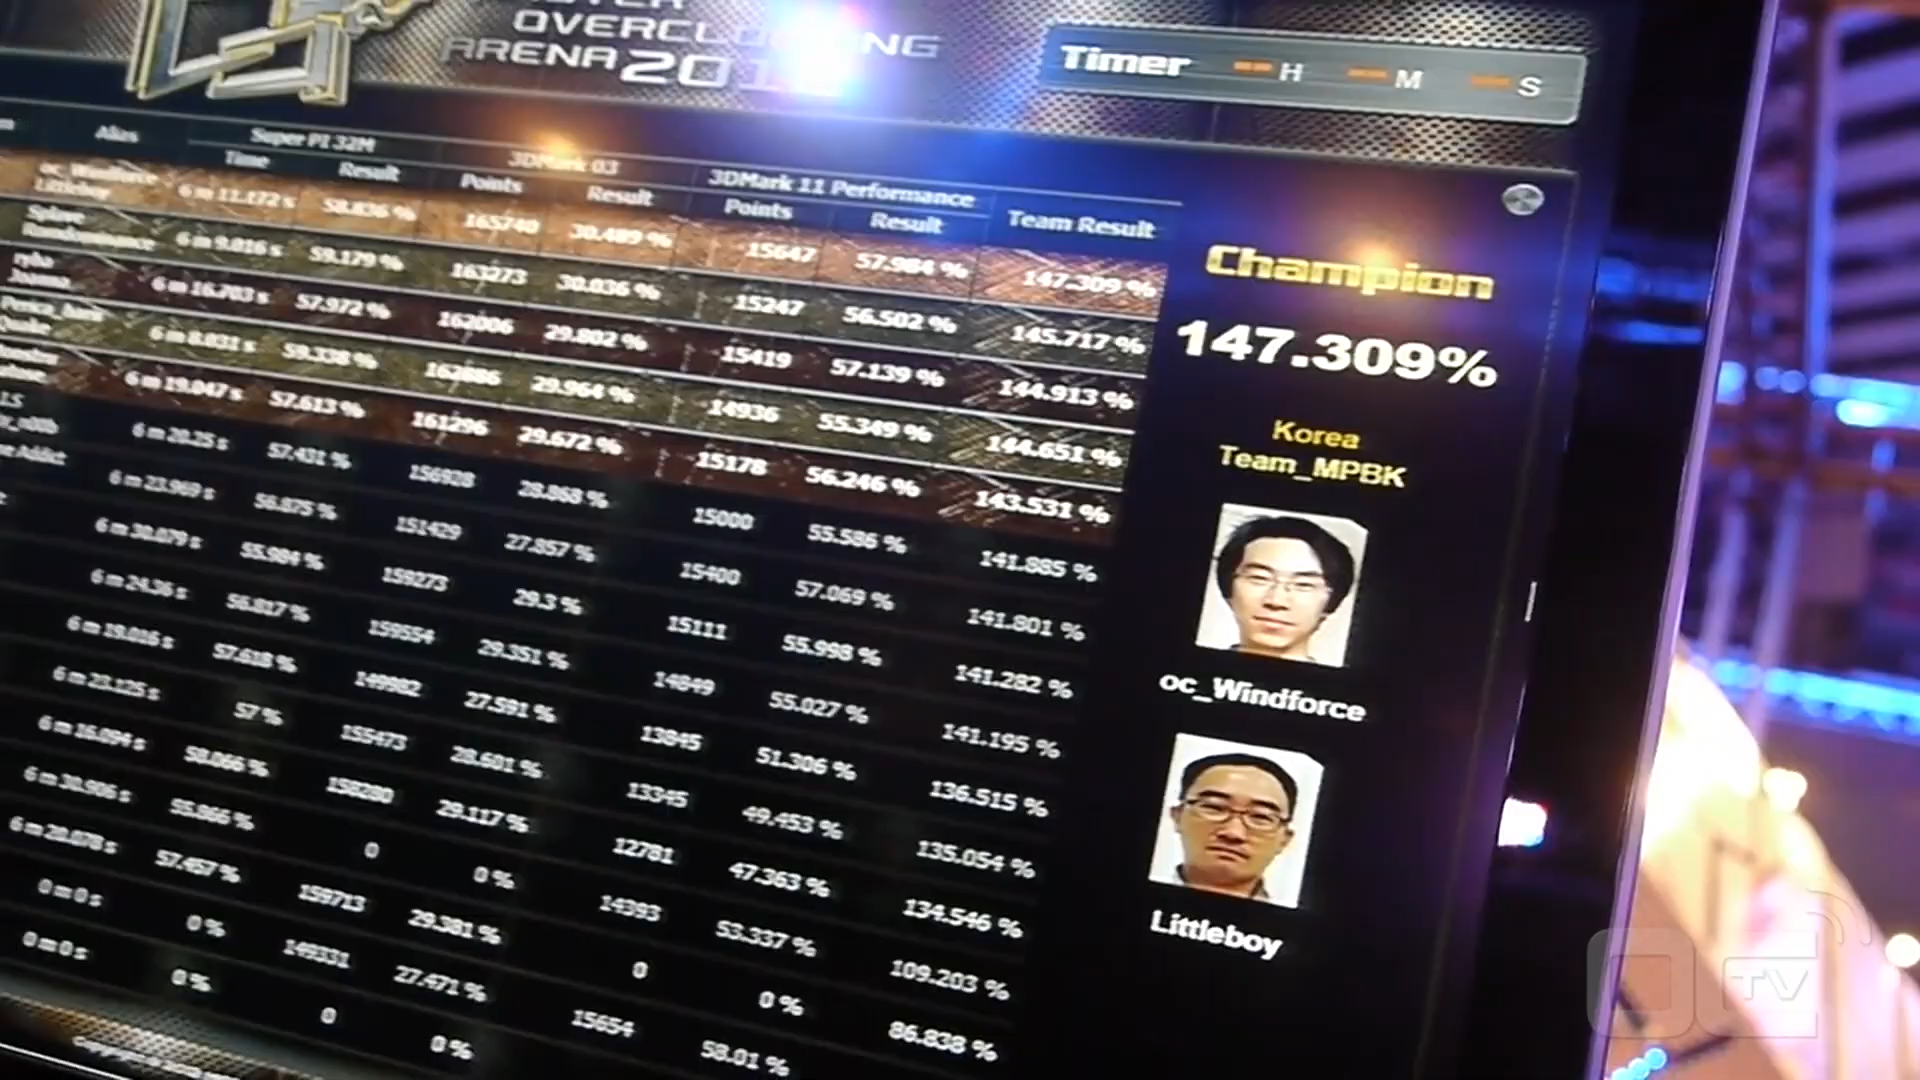 OVERCLOCKING
ARENA 201
Timer -- H -- M -- S
Alias Super PI 32M 3DMark 03 3DMark 11 Performance Team Result
Time Result Points Result Points Result
oc_Windforce
Littleboy 6 m 11.172 s 58.836 % 165740 30.489 % 15647 57.984 % 147.309 %
Splave 6 m 9.016 s 59.179 % 163273 30.036 % 15247 56.502 % 145.717 %
ryba
Joanna 6 m 16.703 s 57.972 % 162006 29.802 % 15419 57.139 % 144.913 %
6 m 8.031 s 59.338 % 162886 29.964 % 14936 55.349 % 144.651 %
6 m 19.047 s 57.613 % 161296 29.672 % 15178 56.246 % 143.531 %
6 m 20.25 s 57.431 % 156928 28.868 % 15000 55.586 % 141.885 %
Addict 6 m 23.969 s 56.875 % 151429 27.857 % 15400 57.069 % 141.801 %
6 m 30.079 s 55.984 % 159273 29.3 % 15111 55.998 % 141.282 %
6 m 24.36 s 56.817 % 159554 29.351 % 14849 55.027 % 141.195 %
6 m 19.016 s 57.618 % 149982 27.591 % 13845 51.306 % 136.515 %
6 m 23.125 s 57 % 155473 28.601 % 13345 49.453 % 135.054 %
6 m 16.094 s 58.066 % 158280 29.117 % 12781 47.363 % 134.546 %
6 m 30.906 s 55.866 % 0 0 % 14393 53.337 % 109.203 %
6 m 20.078 s 57.457 % 159713 29.381 % 0 0 % 86.838 %
0 m 0 s 0 % 149331 27.471 % 15654 58.01 %
0 m 0 s 0 % 0 0 %
Champion
147.309%
Korea
Team_MPBK
oc_Windforce
Littleboy
OC TV